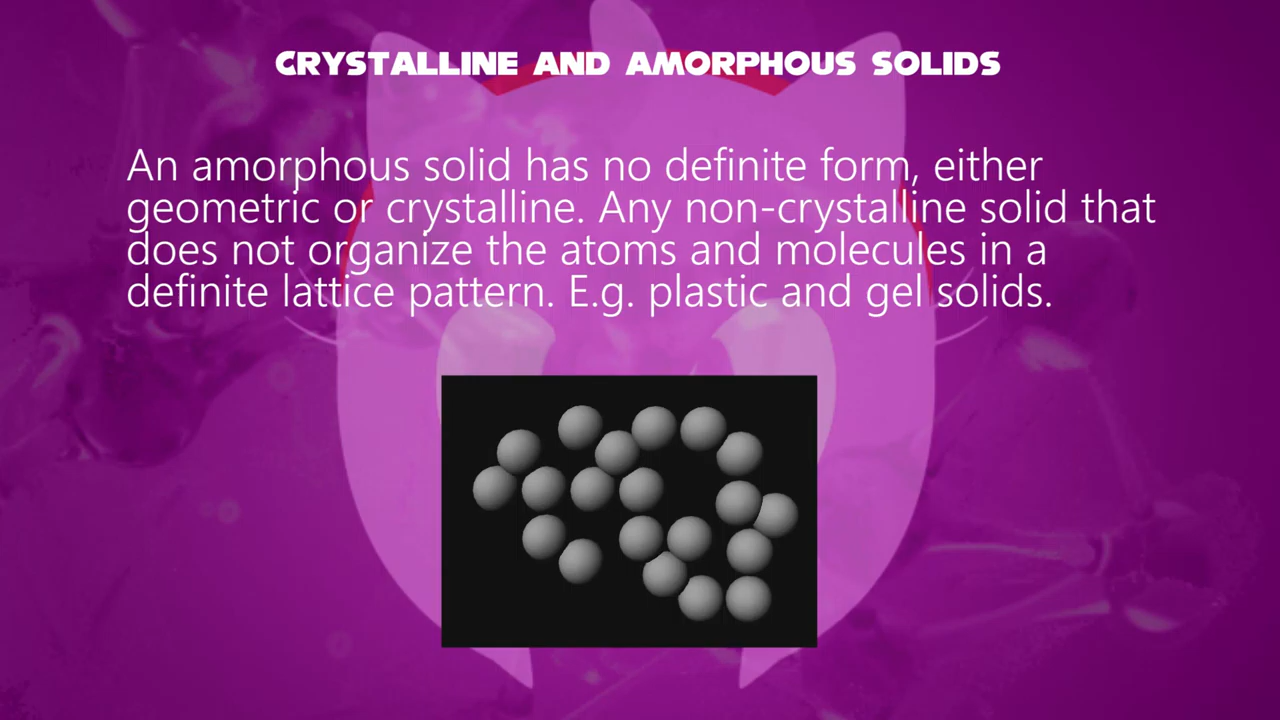 CRYSTALLINE AND AMORPHOUS SOLIDS
An amorphous solid has no definite form, either
geometric or crystalline. Any non-crystalline solid that
does not organize the atoms and molecules in a
definite lattice pattern. E.g. plastic and gel solids.